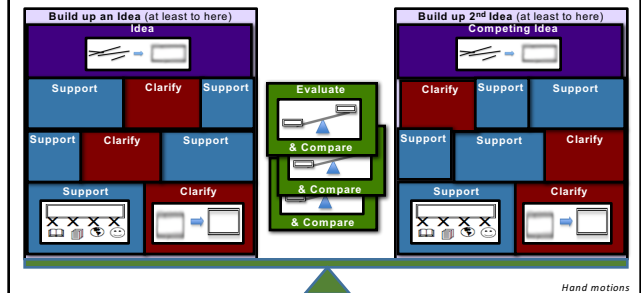 Build up an Idea (at least to here)
Idea
Support Clarify Support
Support Clarify Support
Support Clarify
Evaluate
& Compare
& Compare
& Compare
Build up 2nd Idea (at least to here)
Competing Idea
Clarify Support Support
Support Support Clarify
Support Clarify
Hand motions